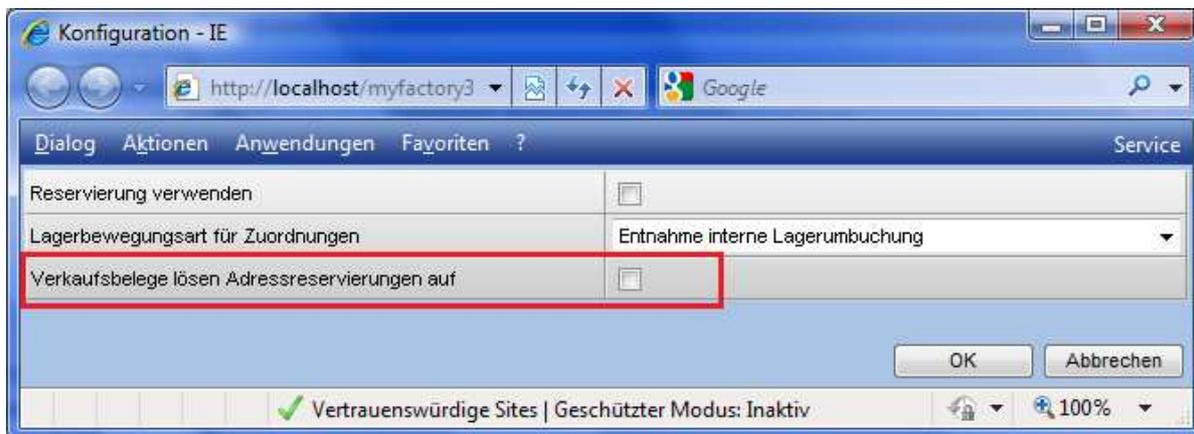 Konfiguration - IE
http://localhost/myfactory3 Google
Dialog Aktionen Anwendungen Favoriten ? Service
Reservierung verwenden
Lagerbewegungsart für Zuordnungen Entnahme interne Lagerumbuchung
Verkaufsbelege lösen Adressreservierungen auf
OK Abbrechen
Vertrauenswürdige Sites | Geschützter Modus: Inaktiv 100%